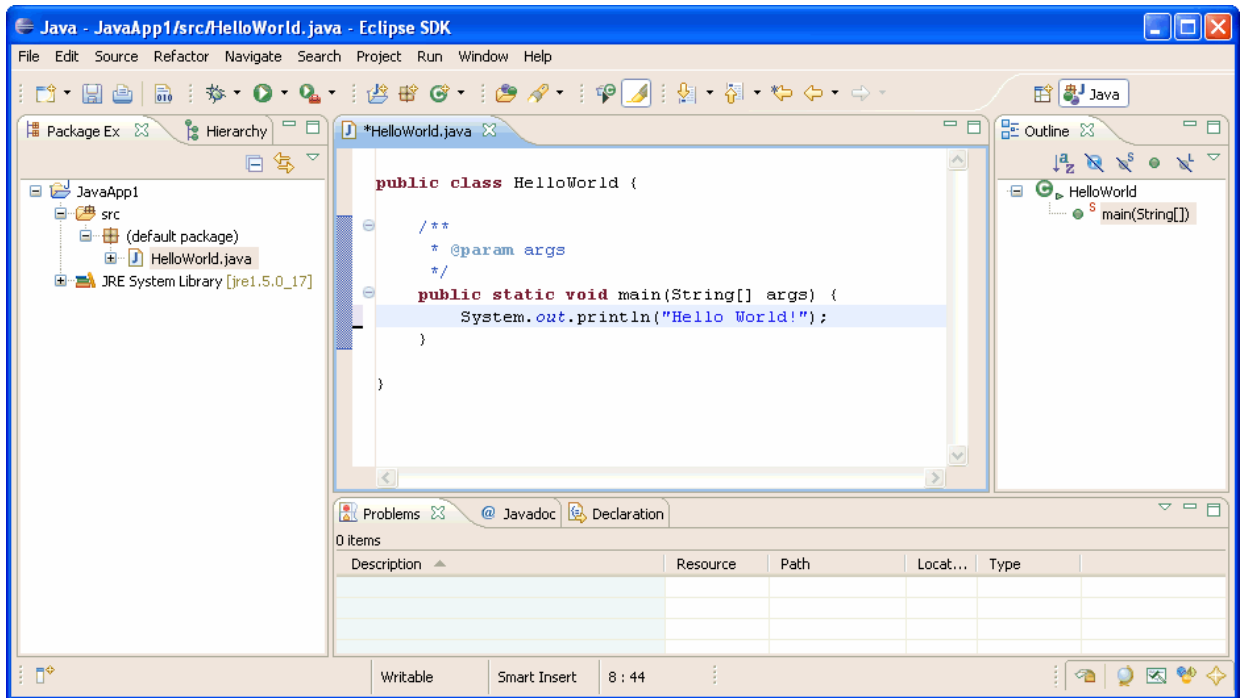 Java - JavaApp1/src/HelloWorld.java - Eclipse SDK
File Edit Source Refactor Navigate Search Project Run Window Help
Java
Package Ex Hierarchy
JavaApp1
src
(default package)
HelloWorld.java
JRE System Library [jre1.5.0_17]
*HelloWorld.java
public class HelloWorld {
/**
* @param args
*/
public static void main(String[] args) {
System.out.println("Hello World!");
}
}
Outline
HelloWorld
main(String[])
Problems @ Javadoc Declaration
0 items
Description Resource Path Locat... Type
Writable Smart Insert 8 : 44